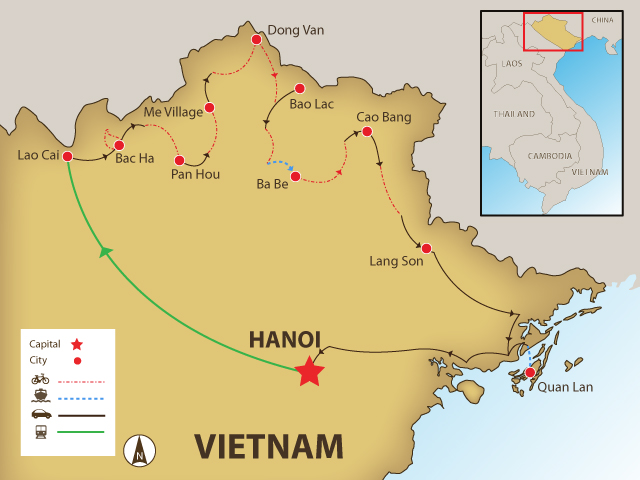 Dong Van
Bao Lac
Me Village
Cao Bang
Lao Cai
Bac Ha
Pan Hou
Ba Be
Lang Son
HANOI
Quan Lan
VIETNAM
Capital
City
N
CHINA
LAOS
THAILAND
CAMBODIA
VIETNAM